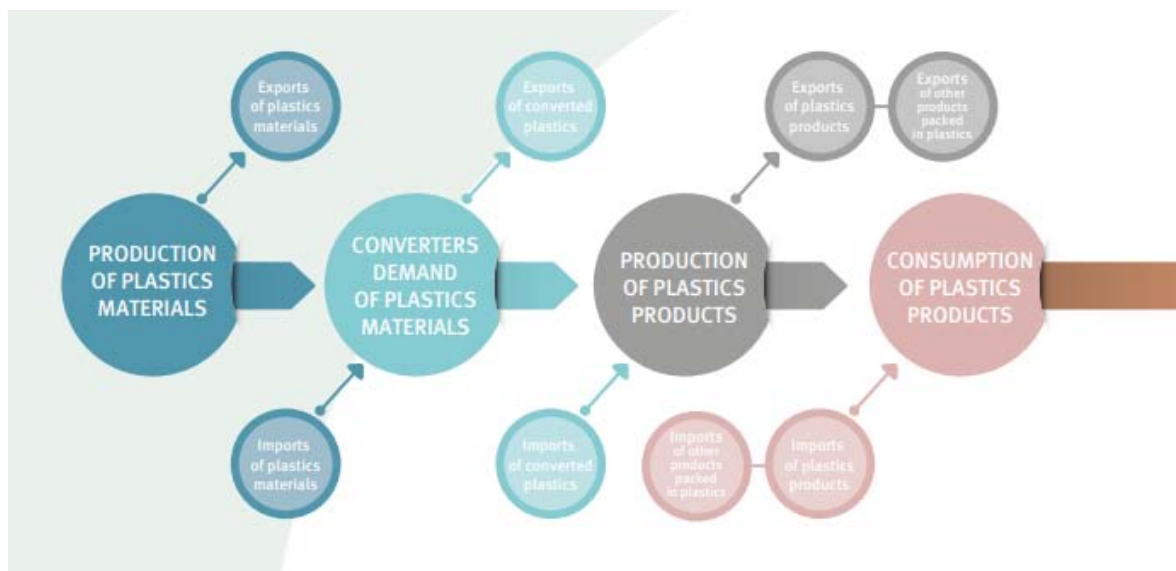 Exports
of plastics
materials
Exports
of converted
plastics
Exports
of plastics
products
Exports
of other
products
packed
in plastics
PRODUCTION
OF PLASTICS
MATERIALS
CONVERTERS
DEMAND
OF PLASTICS
MATERIALS
PRODUCTION
OF PLASTICS
PRODUCTS
CONSUMPTION
OF PLASTICS
PRODUCTS
Imports
of plastics
materials
Imports
of converted
plastics
Imports
of other
products
packed
in plastics
Imports
of plastics
products